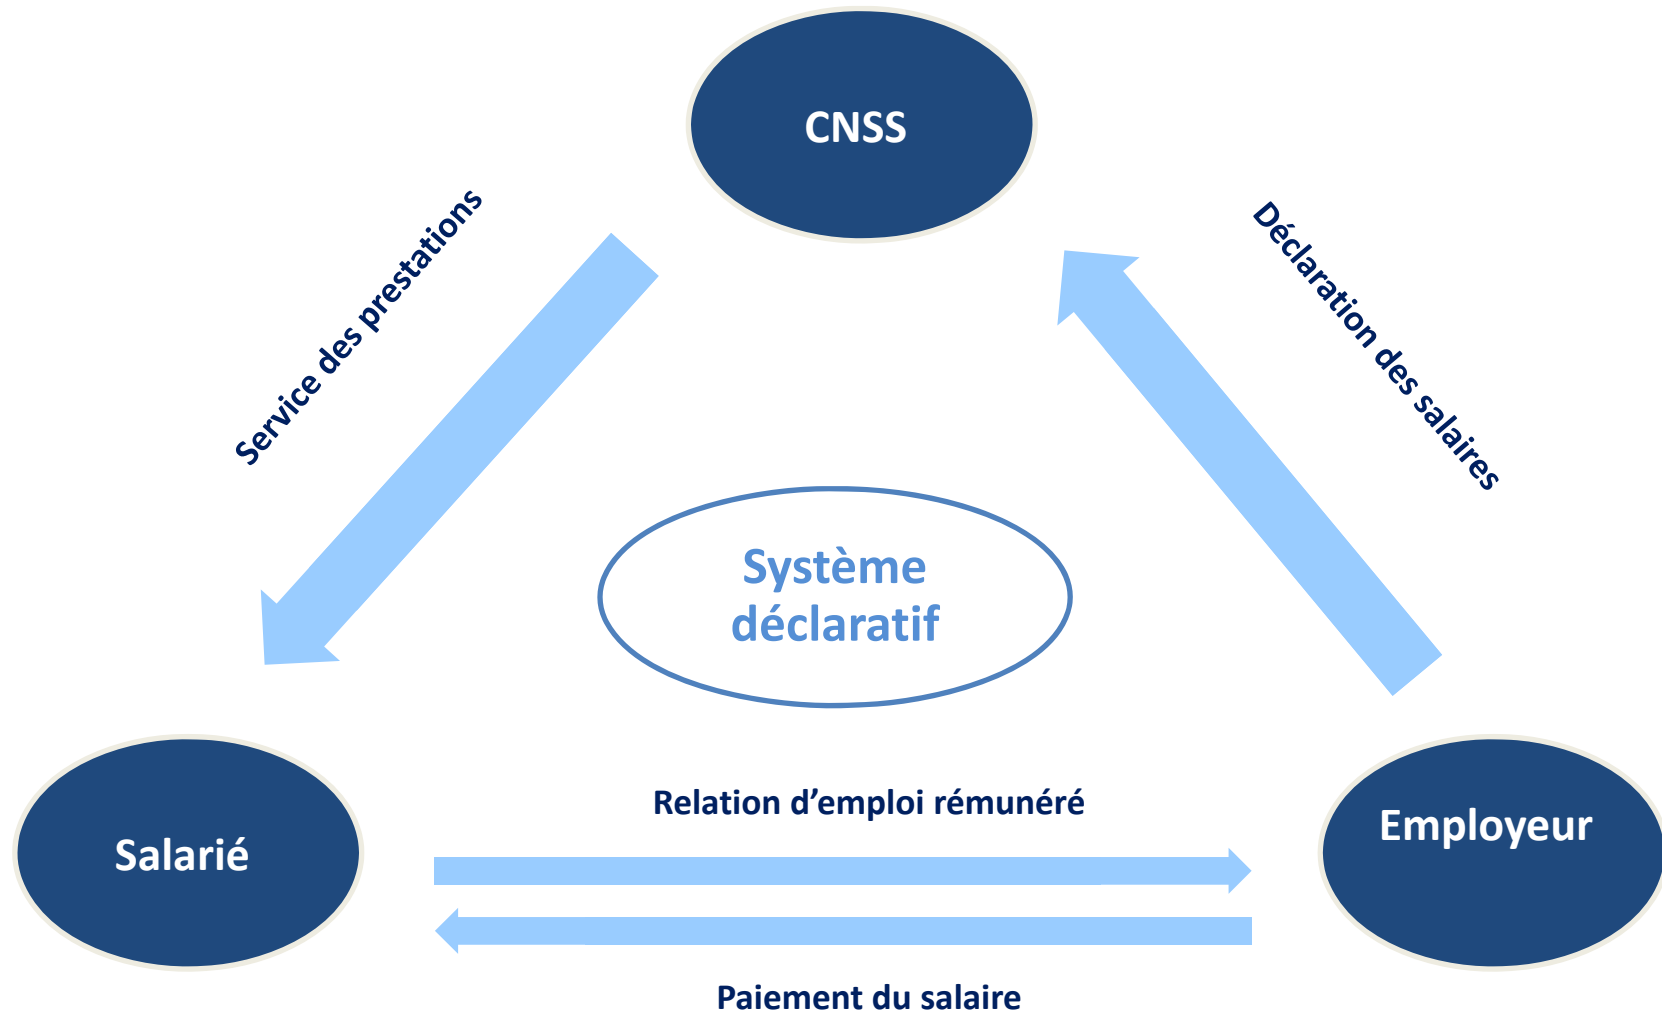 CNSS
Service des prestations
Déclaration des salaires
Système
déclaratif
Relation d’emploi rémunéré
Salarié
Employeur
Paiement du salaire